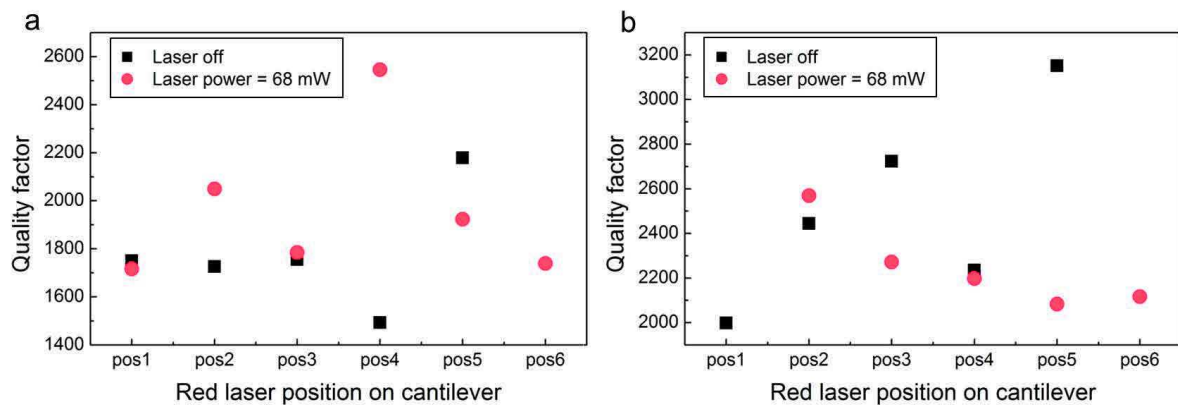 a
Laser off
Laser power = 68 mW
2600
2400
2200
2000
1800
1600
1400
Quality factor
pos1 pos2 pos3 pos4 pos5 pos6
Red laser position on cantilever
b
Laser off
Laser power = 68 mW
3200
3000
2800
2600
2400
2200
2000
Quality factor
pos1 pos2 pos3 pos4 pos5 pos6
Red laser position on cantilever